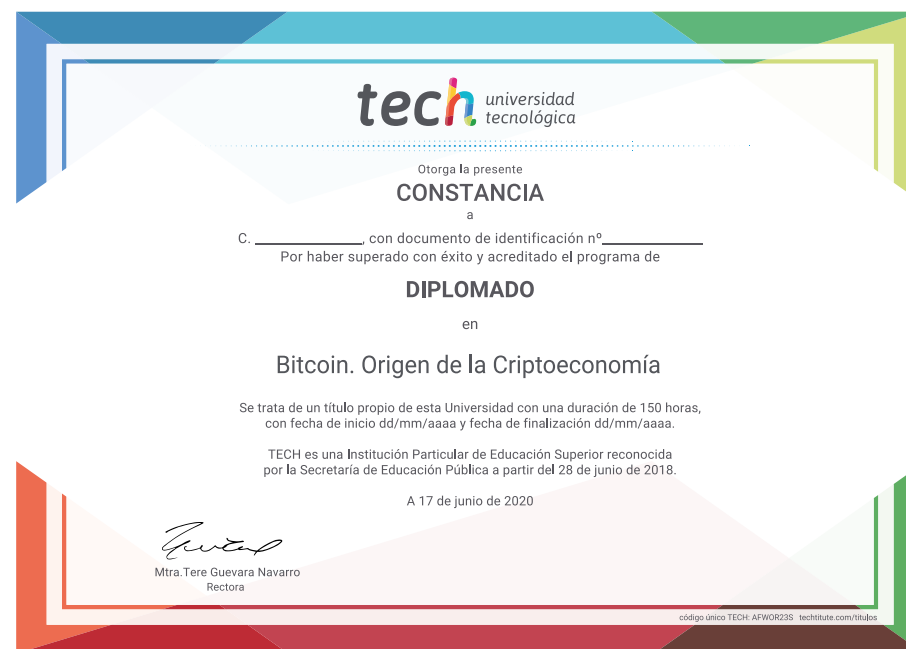 tech universidad
tecnológica
Otorga la presente
CONSTANCIA
a
C. ____________, con documento de identificación nº____________
Por haber superado con éxito y acreditado el programa de
DIPLOMADO
en
Bitcoin. Origen de la Criptoeconomía
Se trata de un título propio de esta Universidad con una duración de 150 horas,
con fecha de inicio dd/mm/aaaa y fecha de finalización dd/mm/aaaa.
TECH es una Institución Particular de Educación Superior reconocida
por la Secretaría de Educación Pública a partir del 28 de junio de 2018.
A 17 de junio de 2020
Mtra.Tere Guevara Navarro
Rectora
código único TECH: AFWOR23S techtitute.com/titulos